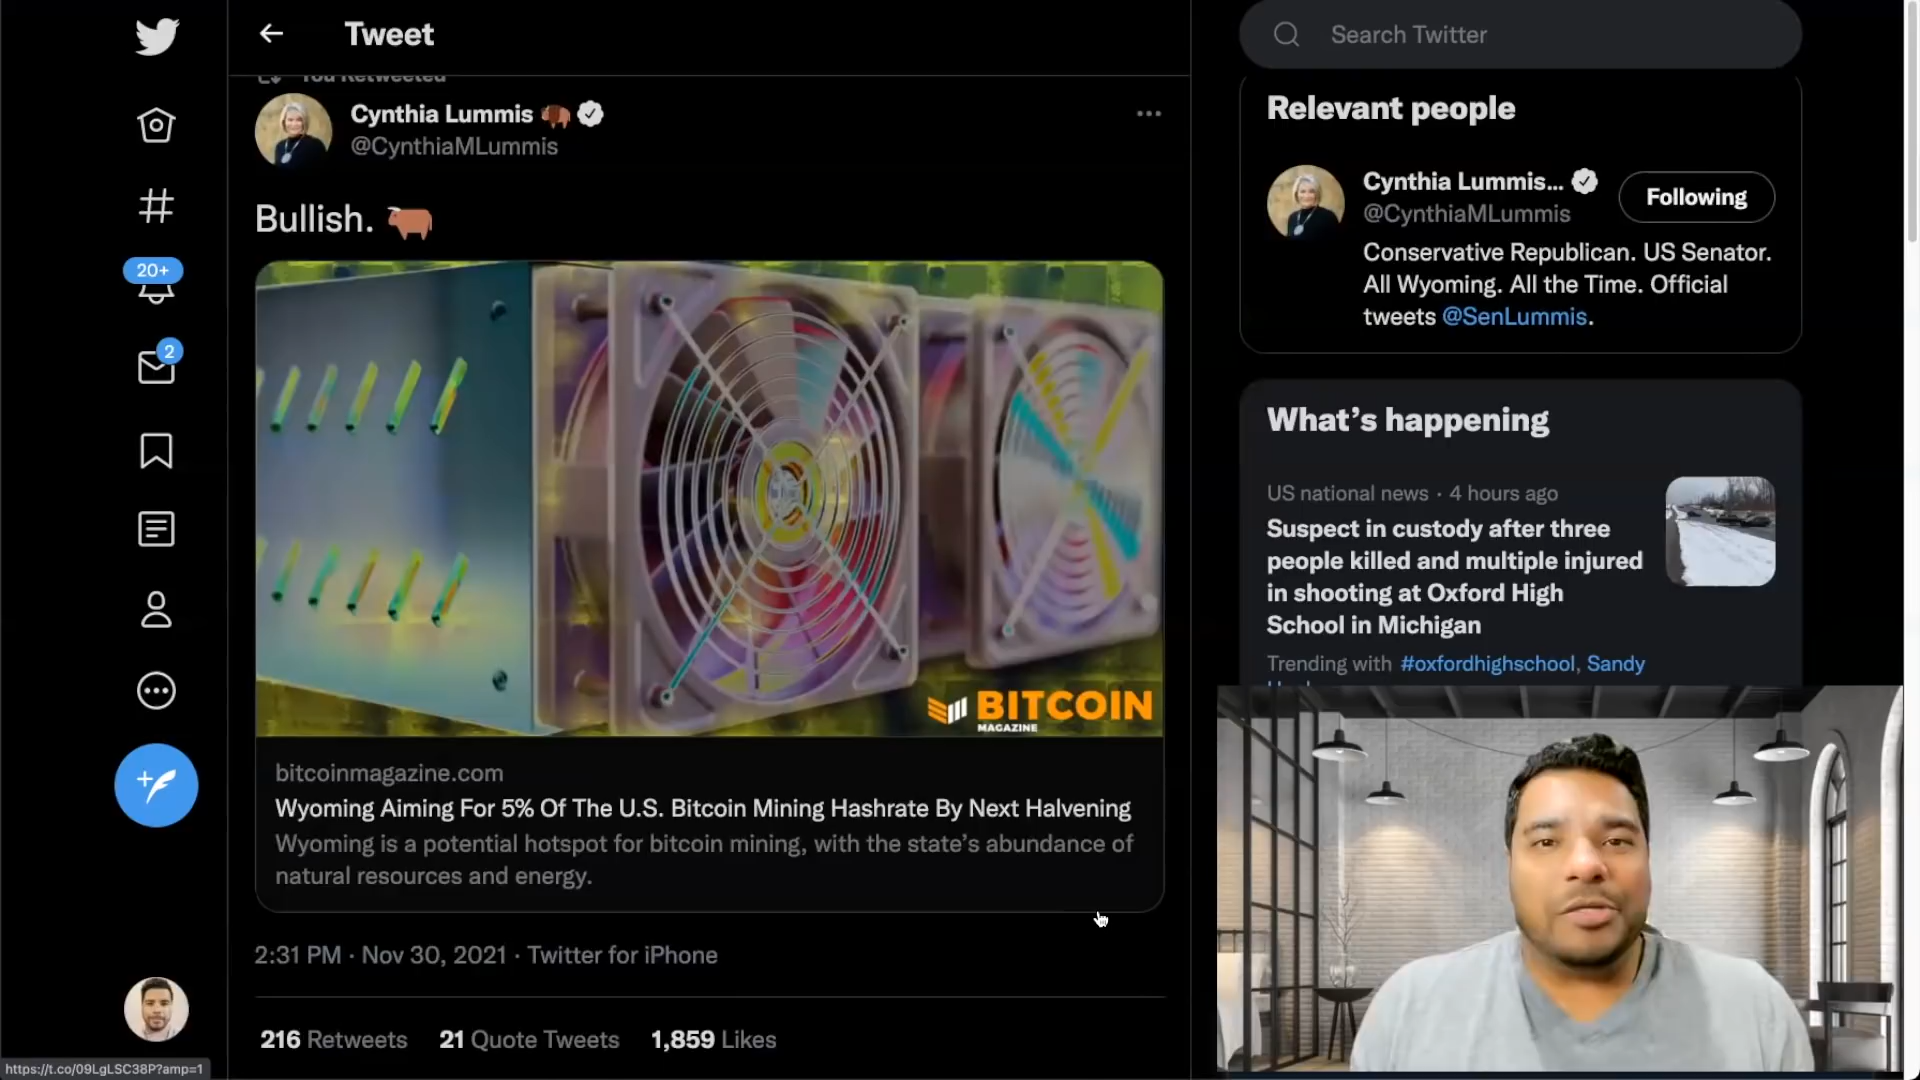 Tweet
Search Twitter
You Retweeted
Cynthia Lummis
@CynthiaMLummis
Bullish.
20+
2
BITCOIN
MAGAZINE
bitcoinmagazine.com
Wyoming Aiming For 5% Of The U.S. Bitcoin Mining Hashrate By Next Halvening
Wyoming is a potential hotspot for bitcoin mining, with the state's abundance of
natural resources and energy.
2:31 PM · Nov 30, 2021 · Twitter for iPhone
216 Retweets 21 Quote Tweets 1,859 Likes
https://t.co/09LgLSC38P?amp=1
Relevant people
Cynthia Lummis...
@CynthiaMLummis
Following
Conservative Republican. US Senator.
All Wyoming. All the Time. Official
tweets @SenLummis.
What's happening
US national news · 4 hours ago
Suspect in custody after three
people killed and multiple injured
in shooting at Oxford High
School in Michigan
Trending with #oxfordhighschool, Sandy